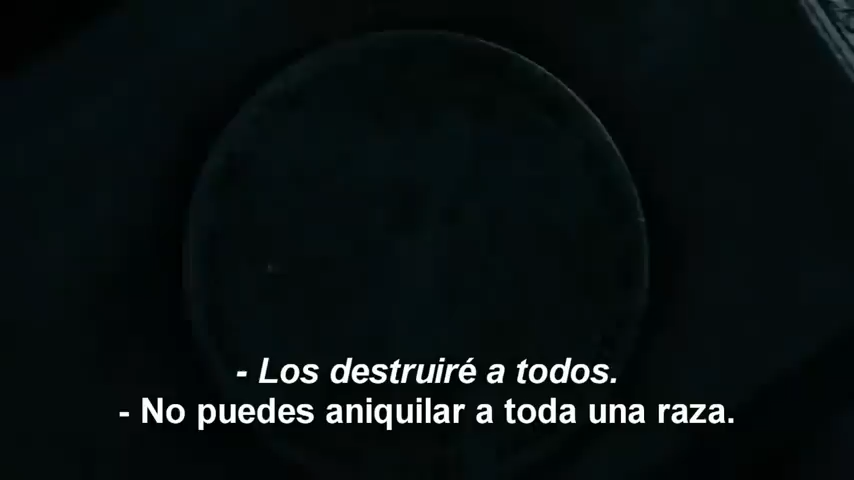 - Los destruiré a todos.
- No puedes aniquilar a toda una raza.